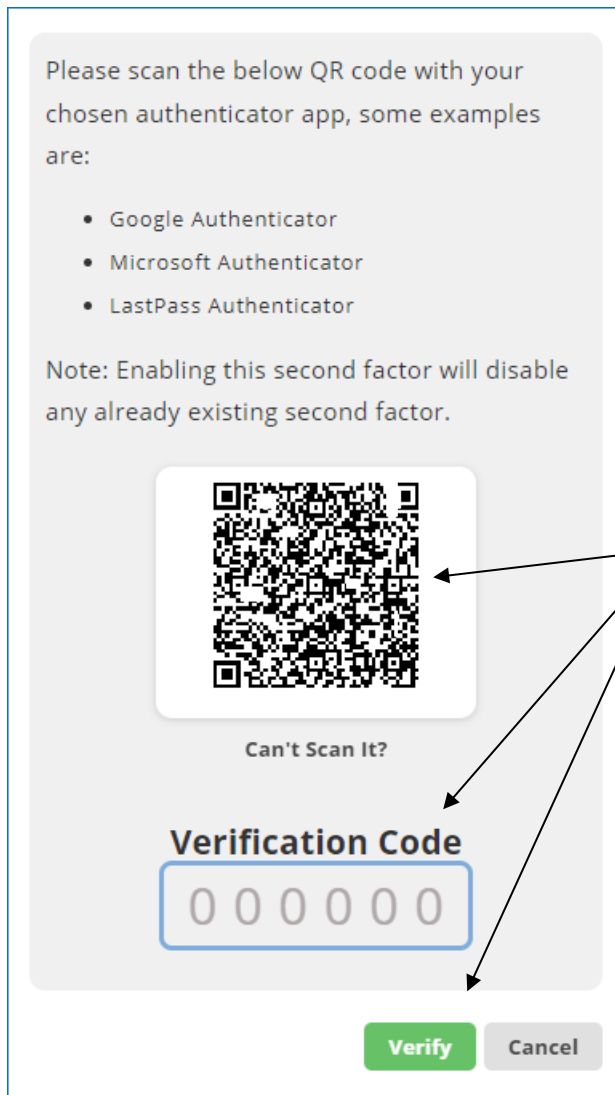 Please scan the below QR code with your
chosen authenticator app, some examples
are:
• Google Authenticator
• Microsoft Authenticator
• LastPass Authenticator
Note: Enabling this second factor will disable
any already existing second factor.
Can't Scan It?
Verification Code
000000
Verify Cancel